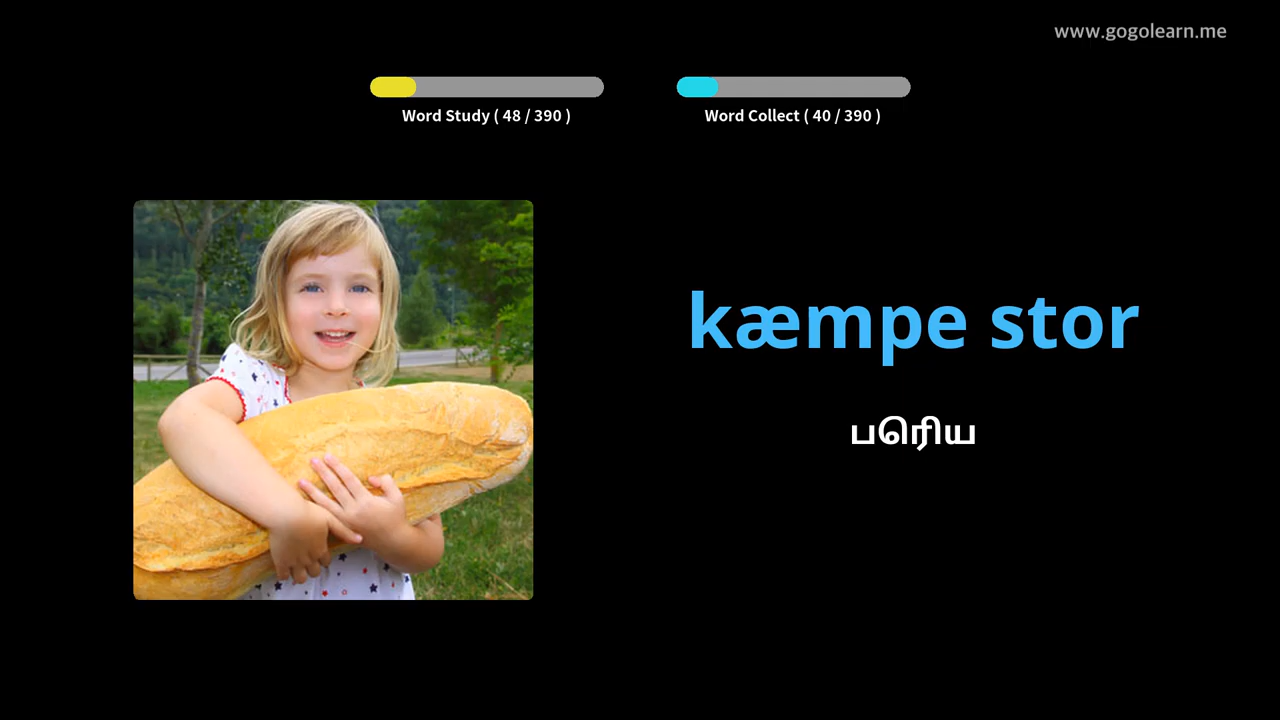 www.gogolearn.me
Word Study ( 48 / 390 )
Word Collect ( 40 / 390 )
kæmpe stor
பெரிய